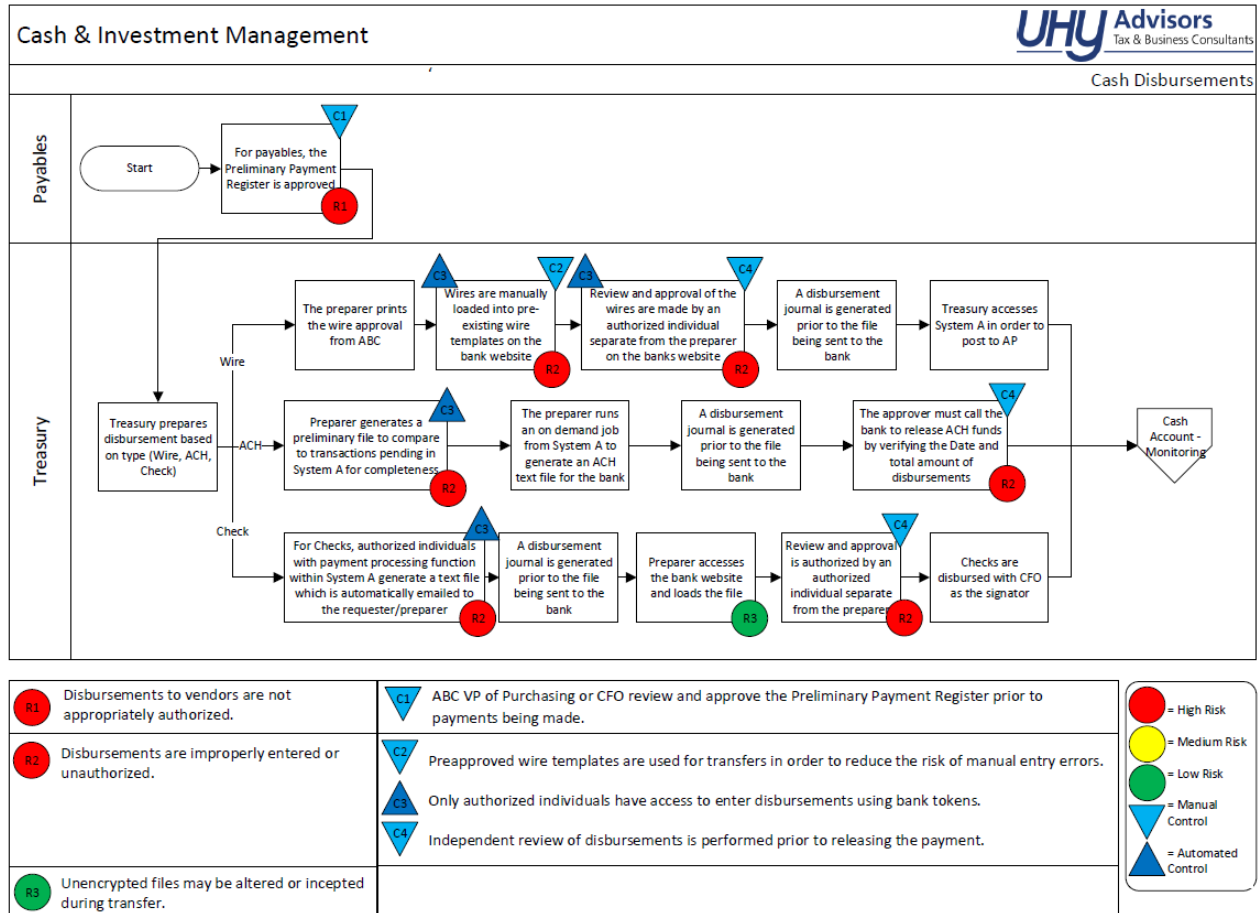 Cash & Investment Management
UHY Advisors
Tax & Business Consultants
Cash Disbursements
Payables
Start
C1
For payables, the
Preliminary Payment
Register is approved
R1
Treasury
Treasury prepares
disbursement based
on type (Wire, ACH,
Check)
Wire
The preparer prints
the wire approval
from ABC
C3
C2
Wires are manually
loaded into pre-
existing wire
templates on the
bank website
R2
C3
C4
Review and approval of the
wires are made by an
authorized individual
separate from the preparer
on the banks website
R2
A disbursement
journal is generated
prior to the file
being sent to the
bank
Treasury accesses
System A in order to
post to AP
ACH
C3
Preparer generates a
preliminary file to compare
to transactions pending in
System A for completeness
R2
The preparer runs
an on demand job
from System A to
generate an ACH
text file for the bank
A disbursement
journal is generated
prior to the file
being sent to the
bank
C4
The approver must call the
bank to release ACH funds
by verifying the Date and
total amount of
disbursements
R2
Cash
Account -
Monitoring
Check
C3
For Checks, authorized individuals
with payment processing function
within System A generate a text file
which is automatically emailed to
the requester/preparer
R2
A disbursement
journal is generated
prior to the file
being sent to the
bank
Preparer accesses
the bank website
and loads the file
R3
C4
Review and approval
is authorized by an
authorized
individual separate
from the preparer
R2
Checks are
disbursed with CFO
as the signator
R1
Disbursements to vendors are not
appropriately authorized.
R2
Disbursements are improperly entered or
unauthorized.
R3
Unencrypted files may be altered or incepted
during transfer.
C1
ABC VP of Purchasing or CFO review and approve the Preliminary Payment Register prior to
payments being made.
C2
Preapproved wire templates are used for transfers in order to reduce the risk of manual entry errors.
C3
Only authorized individuals have access to enter disbursements using bank tokens.
C4
Independent review of disbursements is performed prior to releasing the payment.
= High Risk
= Medium Risk
= Low Risk
= Manual
Control
= Automated
Control